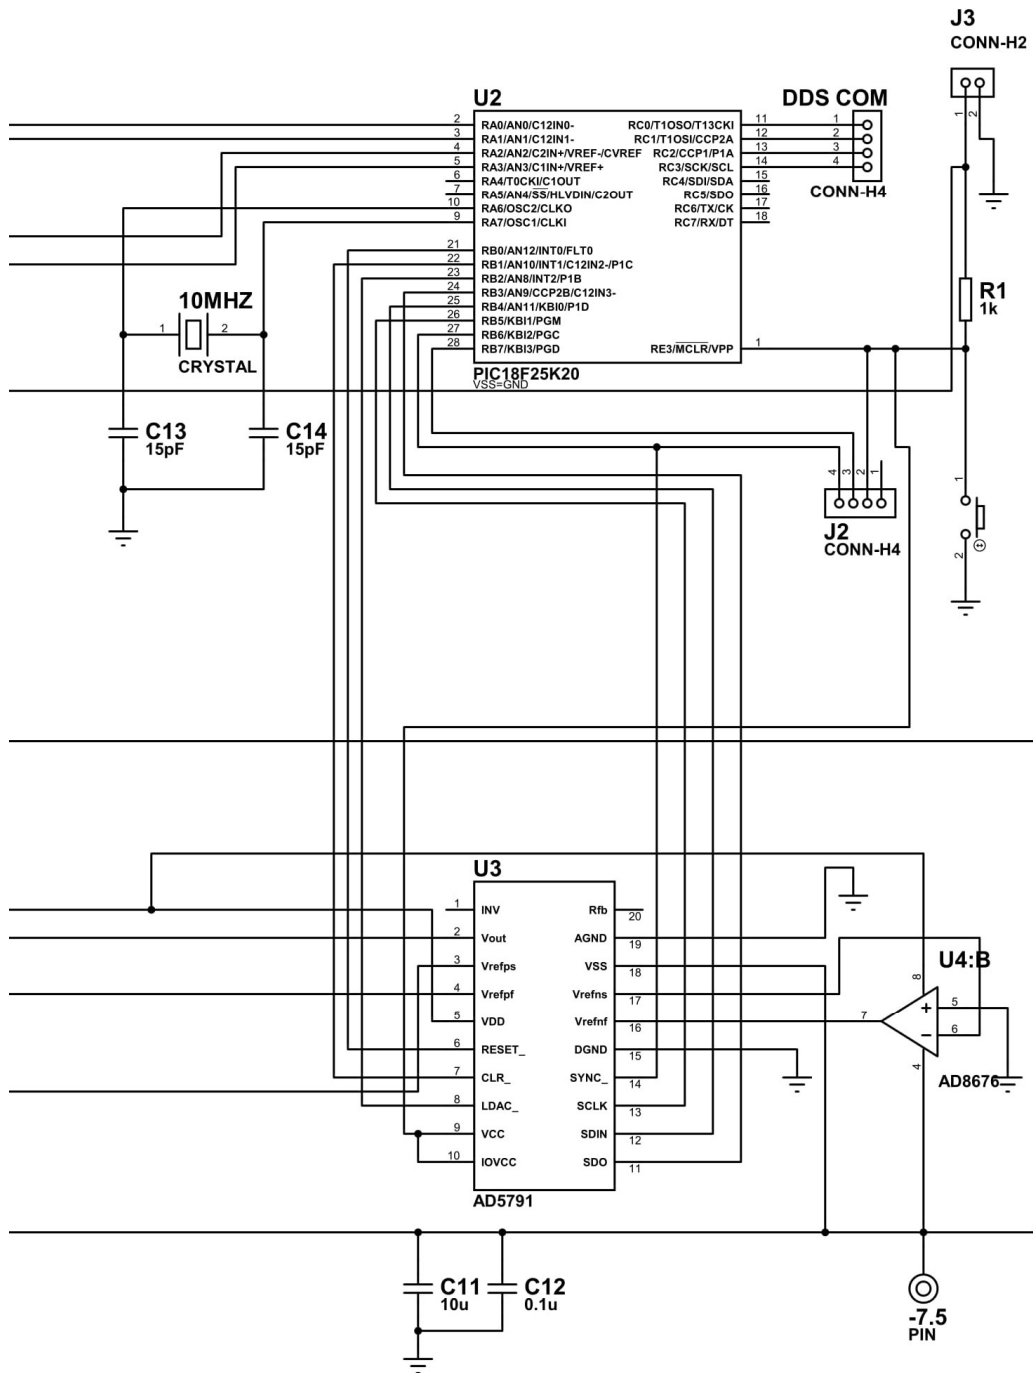 J3
CONN-H2
1
2
U2
DDS COM
2 RA0/AN0/C12IN0- RC0/T1OSO/T13CKI 11 1
3 RA1/AN1/C12IN1- RC1/T1OSI/CCP2A 12 2
4 RA2/AN2/C2IN+/VREF-/CVREF RC2/CCP1/P1A 13 3
5 RA3/AN3/C1IN+/VREF+ RC3/SCK/SCL 14 4
6 RA4/T0CKI/C1OUT RC4/SDI/SDA 15
7 RA5/AN4/SS/HLVDIN/C2OUT RC5/SDO 16
10 RA6/OSC2/CLKO RC6/TX/CK 17
9 RA7/OSC1/CLKI RC7/RX/DT 18
CONN-H4
21 RB0/AN12/INT0/FLT0
22 RB1/AN10/INT1/C12IN2-/P1C
23 RB2/AN8/INT2/P1B
24 RB3/AN9/CCP2B/C12IN3-
25 RB4/AN11/KBI0/P1D
26 RB5/KBI1/PGM
27 RB6/KBI2/PGC
28 RB7/KBI3/PGD RE3/MCLR/VPP 1
PIC18F25K20
VSS=GND
R1
1k
10MHZ
1 2
CRYSTAL
C13
15pF
C14
15pF
4 3 2 1
J2
CONN-H4
1
2
U3
1 INV Rfb 20
2 Vout AGND 19
3 Vrefps VSS 18
4 Vrefpf Vrefns 17
5 VDD Vrefnf 16
6 RESET_ DGND 15
7 CLR_ SYNC_ 14
8 LDAC_ SCLK 13
9 VCC SDIN 12
10 IOVCC SDO 11
AD5791
U4:B
8
+ 5
7
- 6
4
AD8676
C11
10u
C12
0.1u
-7.5
PIN